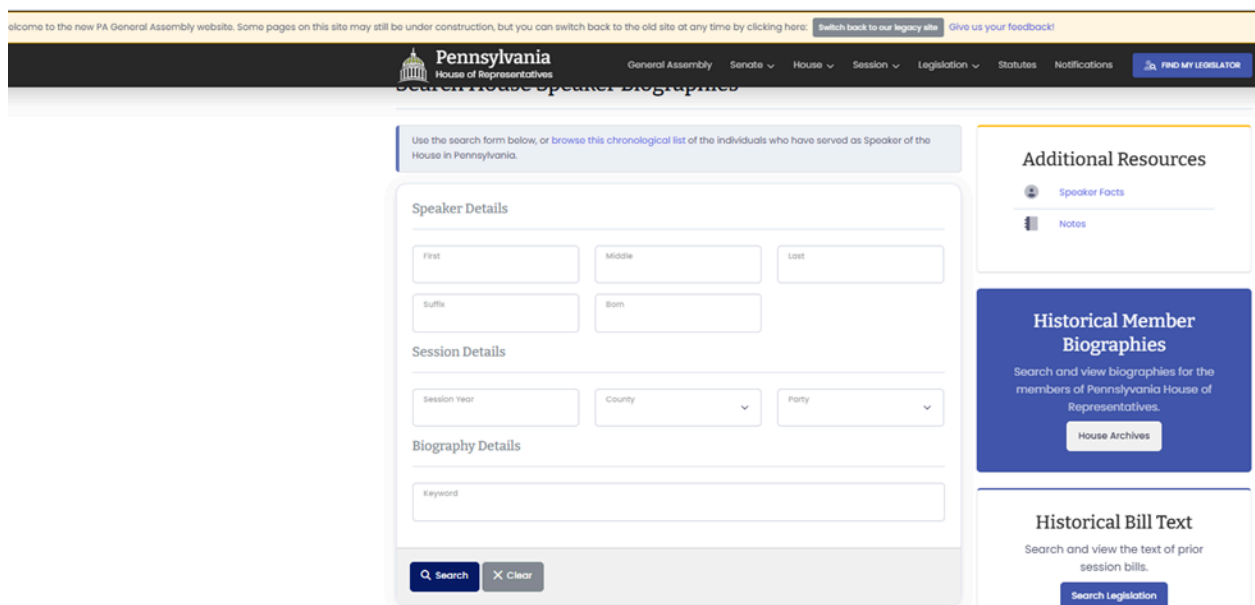 elcome to the new PA General Assembly website. Some pages on this site may still be under construction, but you can switch back to the old site at any time by clicking here: Switch back to our legacy site Give us your feedback!
Pennsylvania
House of Representatives
General Assembly Senate House Session Legislation Statutes Notifications FIND MY LEGISLATOR
Search House Speaker Biographies
Use the search form below, or browse this chronological list of the individuals who have served as Speaker of the
House in Pennsylvania.
Speaker Details
First Middle Last
Suffix Born
Session Details
Session Year County Party
Biography Details
Keyword
Search Clear
Additional Resources
Speaker Facts
Notes
Historical Member
Biographies
Search and view biographies for the
members of Pennslyvania House of
Representatives.
House Archives
Historical Bill Text
Search and view the text of prior
session bills.
Search Legislation